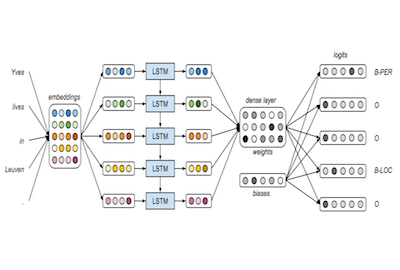 Yves
lives
in
Leuven
.
embeddings
LSTM
LSTM
LSTM
LSTM
LSTM
dense layer
weights
biases
logits
B-PER
O
O
B-LOC
O